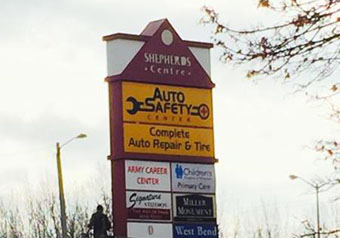 SHEPHERDS
Centre
AUTO
SAFETY
CENTER
Complete
Auto Repair & Tire
ARMY CAREER
CENTER
Children's
Primary Care
Signature
STUDIOS
MILLER
MONUMENT
West Bend